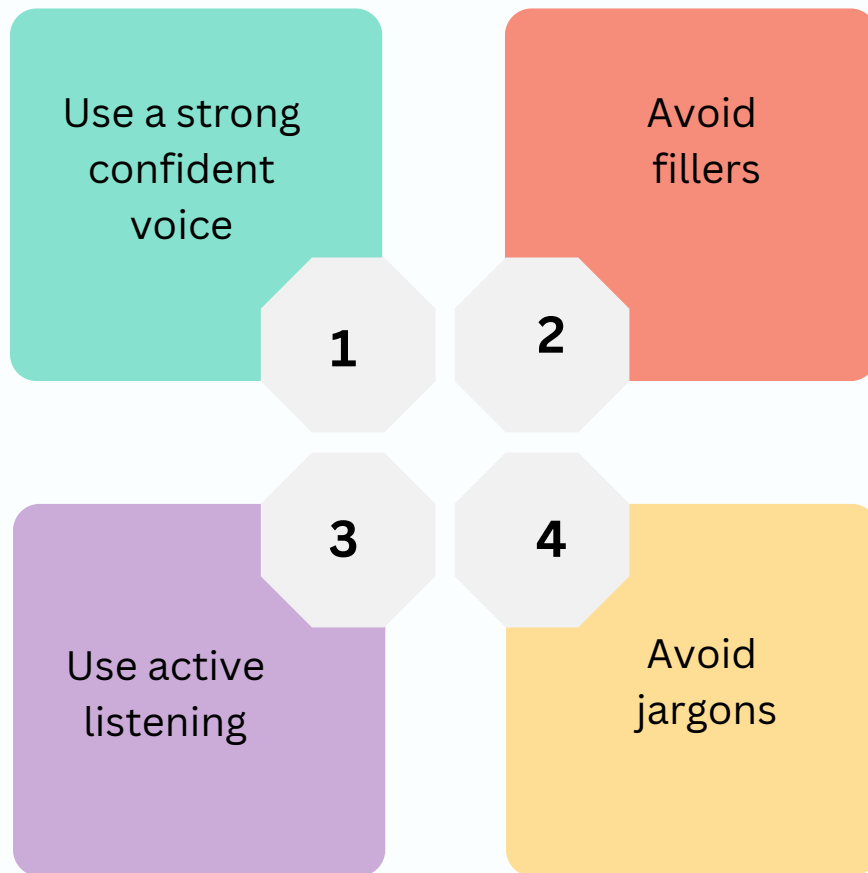 Use a strong
confident
voice
1
Avoid
fillers
2
3
Use active
listening
4
Avoid
jargons